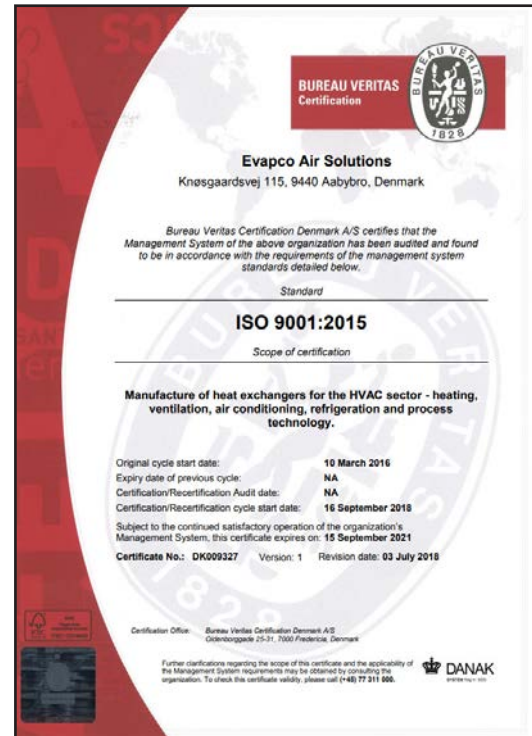 BUREAU VERITAS
Certification
BUREAU VERITAS
1828
Evapco Air Solutions
Knøsgaardsvej 115, 9440 Aabybro, Denmark
Bureau Veritas Certification Denmark A/S certifies that the
Management System of the above organization has been audited and found
to be in accordance with the requirements of the management system
standards detailed below.
Standard
ISO 9001:2015
Scope of certification
Manufacture of heat exchangers for the HVAC sector - heating,
ventilation, air conditioning, refrigeration and process
technology.
Original cycle start date: 10 March 2016
Expiry date of previous cycle: NA
Certification/Recertification Audit date: NA
Certification/Recertification cycle start date: 16 September 2018
Subject to the continued satisfactory operation of the organization's
Management System, this certificate expires on: 15 September 2021
Certificate No.: DK009327 Version: 1 Revision date: 03 July 2018
Certification Office: Bureau Veritas Certification Denmark A/S
Oldenborggade 25-31, 7000 Fredericia, Denmark
Further clarifications regarding the scope of this certificate and the applicability of
the Management System requirements may be obtained by consulting the
organization. To check this certificate validity, please call (+45) 77 311 000.
DANAK